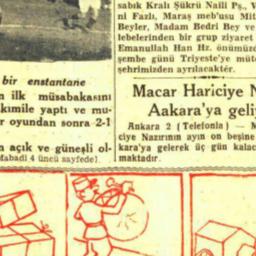 bir enstantane
n ilk müsabakasını
kimile yaptı ve mu-
r oyundan sonra 2-1
n açık ve güneşli ol-
fabadi 4 üncü sayfede)
sabık Kralı Şükrü Naili Pş., V
ni Fazlı, Maraş meb'usu Mit
Beyler, Madam Bedri Bey ve
lebelerinden bir grup ziyaret
Emanullah Han Hz. önümüzd
şembe günü Triyeste'ye müte
şehrimizden ayrılacaktır.
Macar Hariciye N
Aakara'ya geliy
Ankara 2 (Telefonla) — M
ciye Nazırının ayın on beşine
kara'ya gelerek üç gün kalac
maktadır.